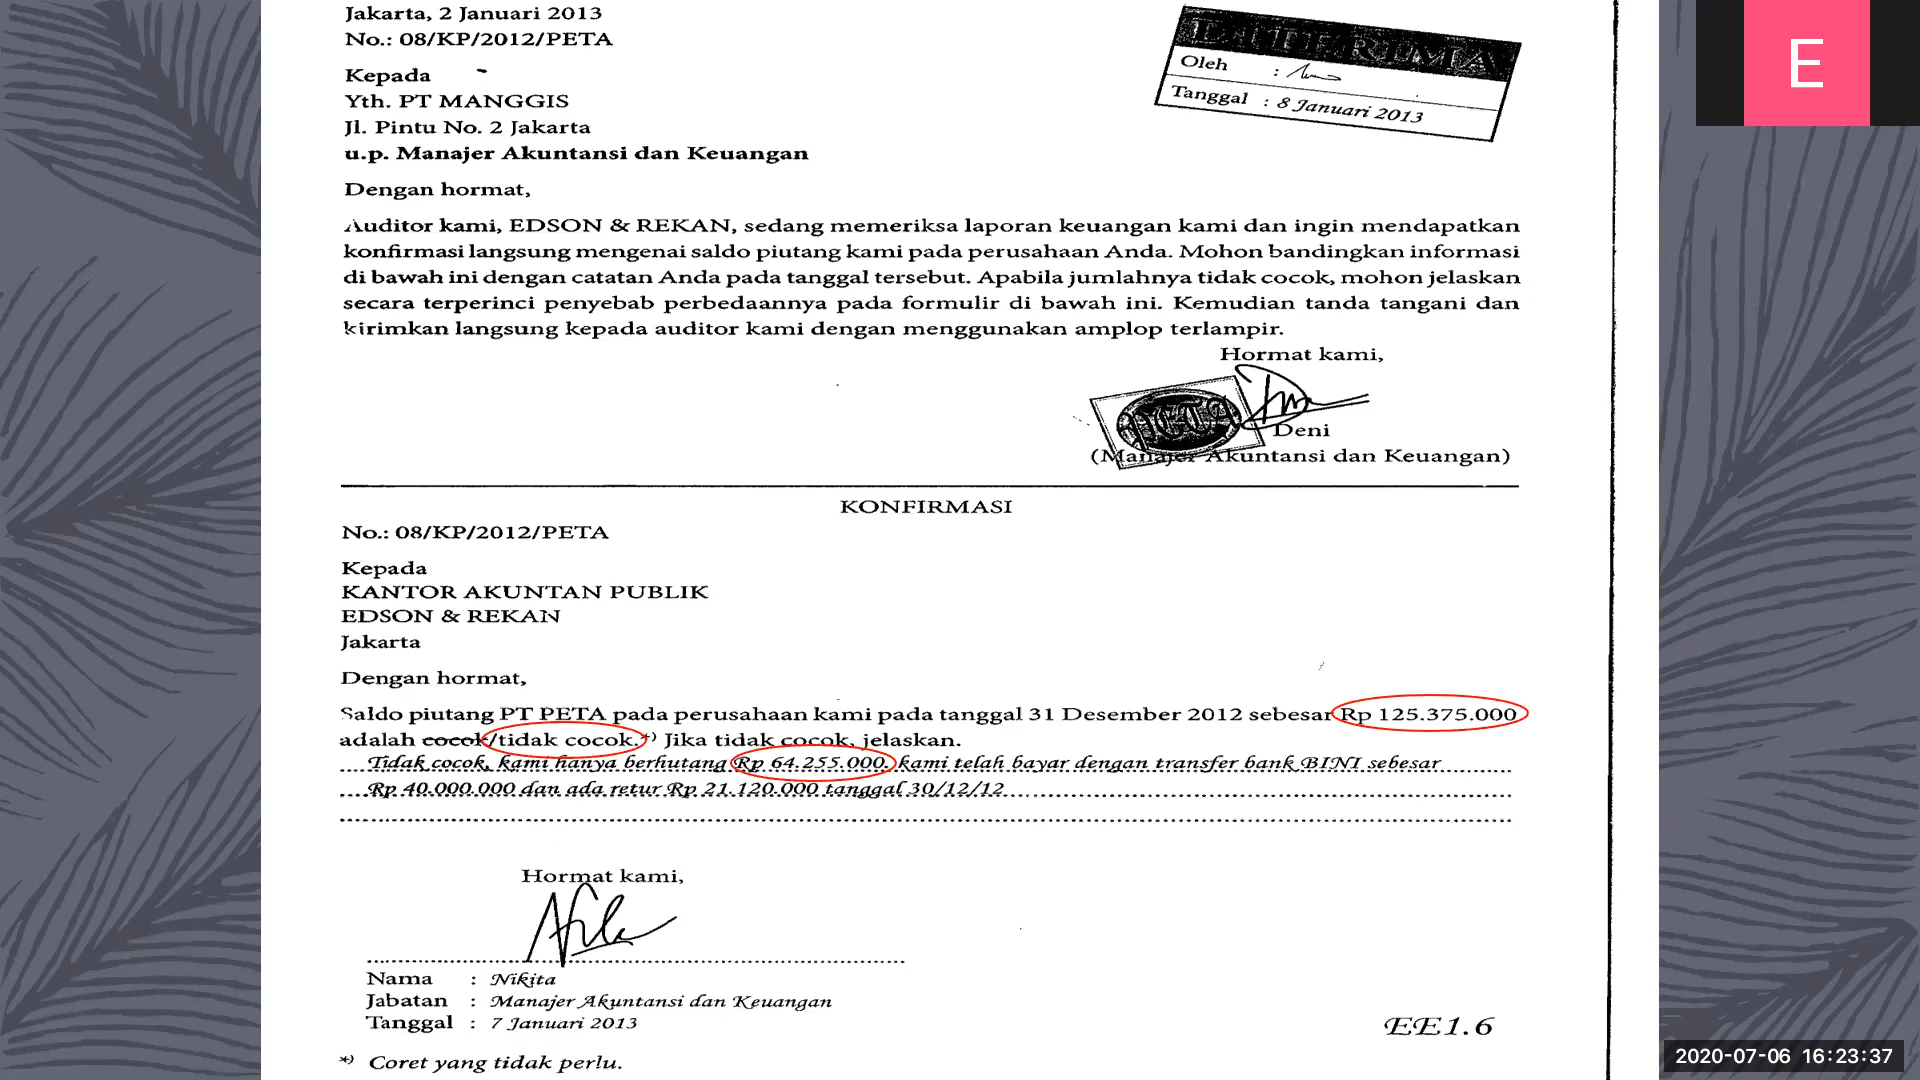 Jakarta, 2 Januari 2013
No.: 08/KP/2012/PETA
DITERIMA
Oleh :
Tanggal : 8 Januari 2013
E
Kepada
Yth. PT MANGGIS
Jl. Pintu No. 2 Jakarta
u.p. Manajer Akuntansi dan Keuangan
Dengan hormat,
Auditor kami, EDSON & REKAN, sedang memeriksa laporan keuangan kami dan ingin mendapatkan
konfirmasi langsung mengenai saldo piutang kami pada perusahaan Anda. Mohon bandingkan informasi
di bawah ini dengan catatan Anda pada tanggal tersebut. Apabila jumlahnya tidak cocok, mohon jelaskan
secara terperinci penyebab perbedaannya pada formulir di bawah ini. Kemudian tanda tangani dan
kirimkan langsung kepada auditor kami dengan menggunakan amplop terlampir.
Hormat kami,
PETA
Deni
(Manajer Akuntansi dan Keuangan)
KONFIRMASI
No.: 08/KP/2012/PETA
Kepada
KANTOR AKUNTAN PUBLIK
EDSON & REKAN
Jakarta
Dengan hormat,
Saldo piutang PT PETA pada perusahaan kami pada tanggal 31 Desember 2012 sebesar Rp 125.375.000
adalah cocok/tidak cocok.*) Jika tidak cocok, jelaskan.
Tidak cocok, kami hanya berhutang Rp 64.255.000, kami telah bayar dengan transfer bank BINI sebesar
Rp 40.000.000 dan ada retur Rp 21.120.000 tanggal 30/12/12
Hormat kami,
Nama : Nikita
Jabatan : Manajer Akuntansi dan Keuangan
Tanggal : 7 Januari 2013
EE1.6
*) Coret yang tidak perlu.
2020-07-06 16:23:37